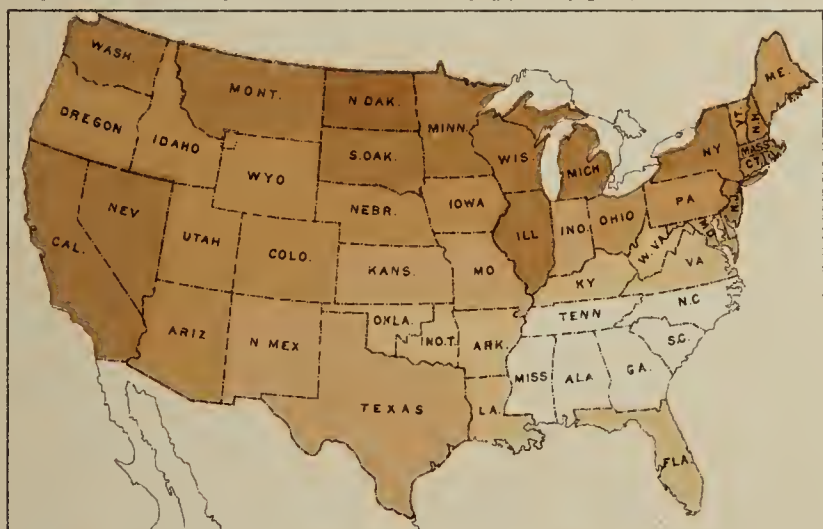 WASH.
MONT.
N DAK.
MINN.
ME.
VT.
N.H.
OREGON
IDAHO
S.DAK.
WIS.
MICH
NY
MASS
CT.
WYO
IOWA
PA
N.J.
NEV
NEBR.
ILL
IND.
OHIO
MD.
CAL.
UTAH
COLO.
KANS.
MO
W.VA
VA
KY
N.C
TENN
ARIZ
N MEX
OKLA.
IND.T.
ARK.
S.C.
MISS
ALA
GA.
TEXAS
LA.
FLA.